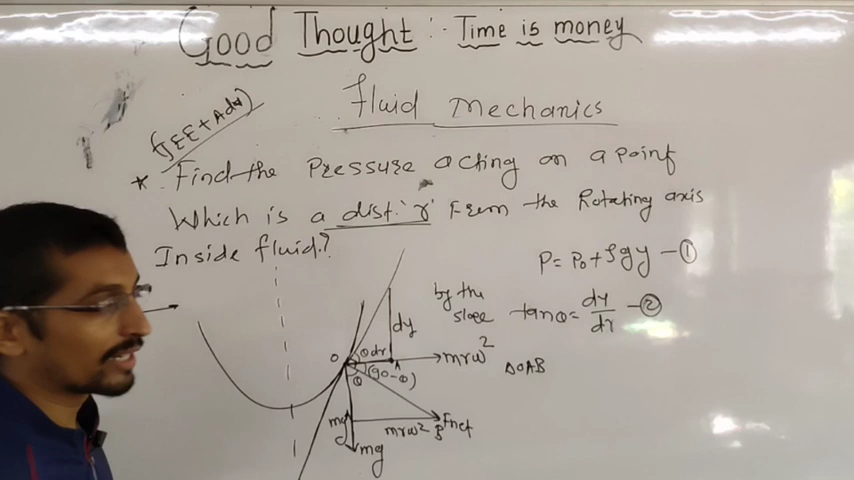 Good Thought :- Time is money
Fluid Mechanics
(JEE+Adv)
* Find the Pressure acting on a point
Which is a dist. 'r' From the Rotating axis
Inside fluid.?
P = P₀ + ρgy - ①
by the slope tanθ = dy/dr - ②
dy
O θ dr A mrω²
θ (90-θ)
ΔOAB
mg mrω² B Fnet
C mg